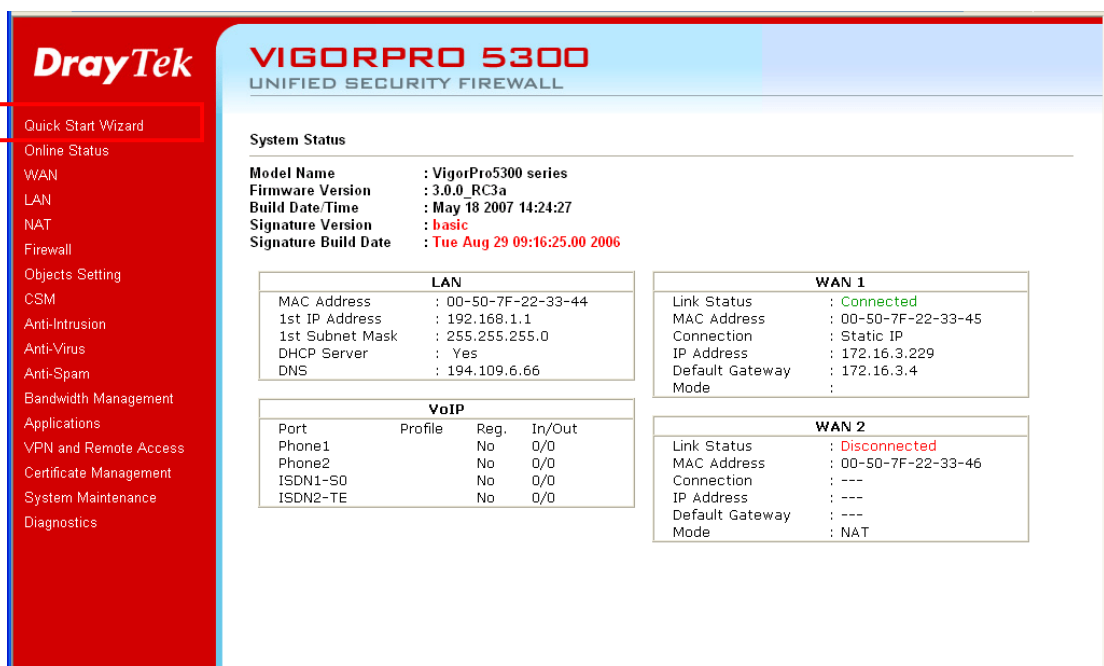 DrayTek
VIGORPRO 5300
UNIFIED SECURITY FIREWALL
Quick Start Wizard
Online Status
WAN
LAN
NAT
Firewall
Objects Setting
CSM
Anti-Intrusion
Anti-Virus
Anti-Spam
Bandwidth Management
Applications
VPN and Remote Access
Certificate Management
System Maintenance
Diagnostics
System Status
Model Name : VigorPro5300 series
Firmware Version : 3.0.0_RC3a
Build Date/Time : May 18 2007 14:24:27
Signature Version : basic
Signature Build Date : Tue Aug 29 09:16:25.00 2006
LAN
MAC Address : 00-50-7F-22-33-44
1st IP Address : 192.168.1.1
1st Subnet Mask : 255.255.255.0
DHCP Server : Yes
DNS : 194.109.6.66
VoIP
Port Profile Reg. In/Out
Phone1 No 0/0
Phone2 No 0/0
ISDN1-S0 No 0/0
ISDN2-TE No 0/0
WAN 1
Link Status : Connected
MAC Address : 00-50-7F-22-33-45
Connection : Static IP
IP Address : 172.16.3.229
Default Gateway : 172.16.3.4
Mode :
WAN 2
Link Status : Disconnected
MAC Address : 00-50-7F-22-33-46
Connection : ---
IP Address : ---
Default Gateway : ---
Mode : NAT